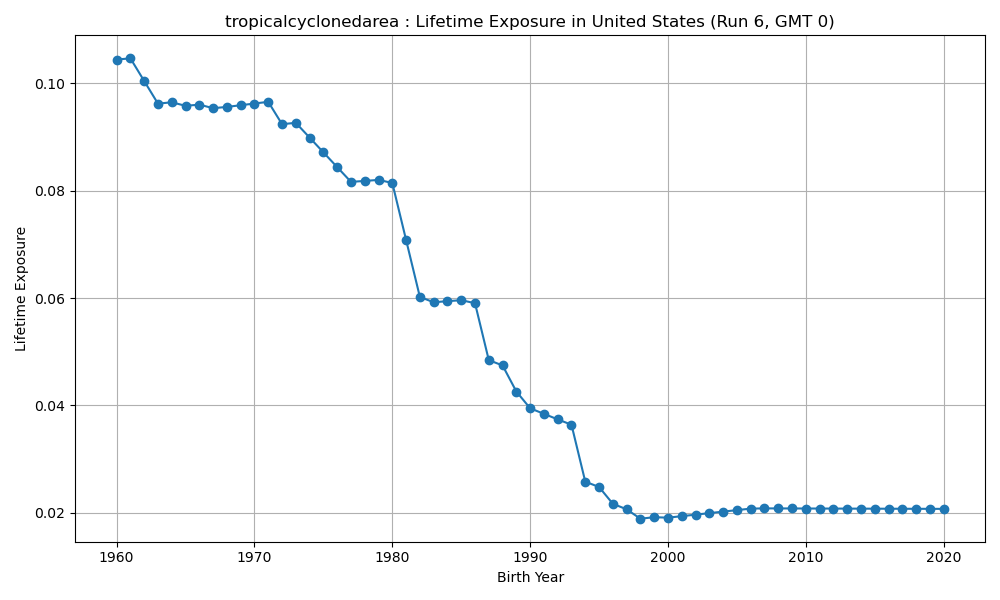 tropicalcyclonedarea : Lifetime Exposure in United States (Run 6, GMT 0)
Lifetime Exposure
0.10
0.08
0.06
0.04
0.02
1960 1970 1980 1990 2000 2010 2020
Birth Year